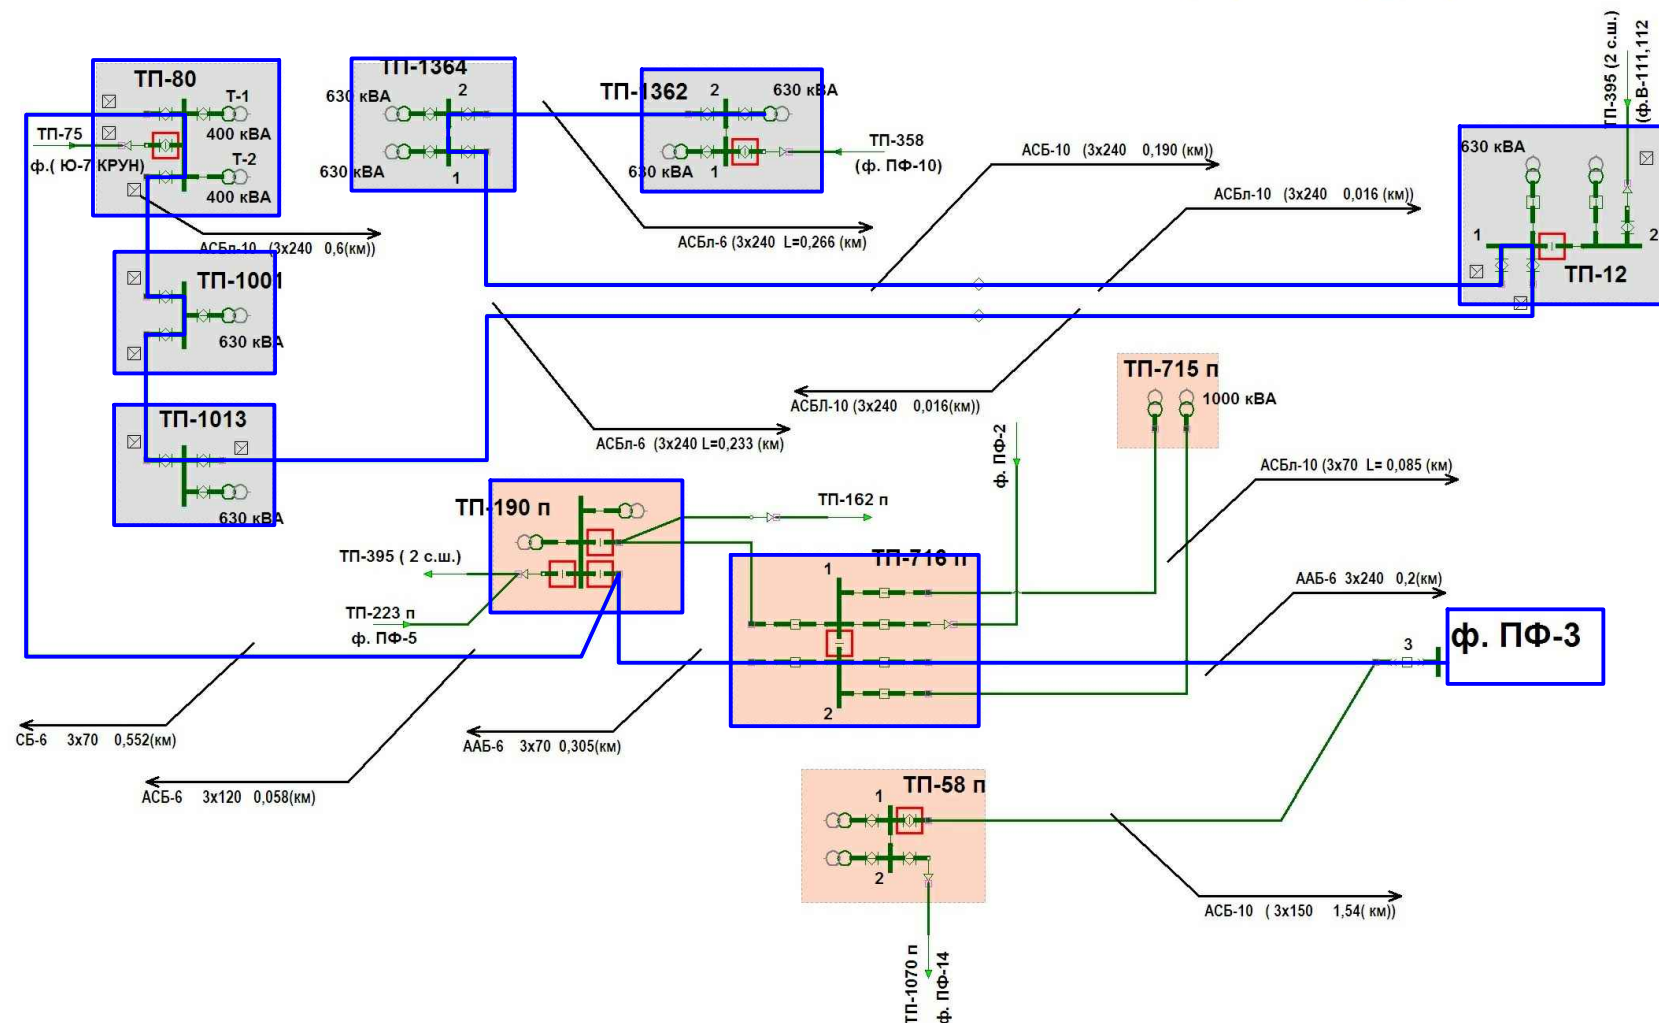 ТП-80
Т-1
400 кВА
ТП-75
ф.( Ю-7 КРУН)
Т-2
400 кВА
АСБл-10 (3х240 0,6(км))
ТП-1001
630 кВА
ТП-1013
630 кВА
ТП-1364
630 кВА
2
630 кВА
1
ТП-1362
2
630 кВА
630 кВА
1
ТП-358
(ф. ПФ-10)
АСБл-6 (3х240 L=0,266 (км)
АСБ-10 (3х240 0,190 (км))
АСБл-10 (3х240 0,016 (км))
ТП-395 (2 с.ш.)
(ф.В-111,112
630 кВА
1
2
ТП-12
АСБл-6 (3х240 L=0,233 (км)
АСБЛ-10 (3х240 0,016(км))
ф. ПФ-2
ТП-715 п
1000 кВА
АСБл-10 (3х70 L= 0,085 (км)
ТП-190 п
ТП-162 п
ТП-395 ( 2 с.ш.)
ТП-223 п
ф. ПФ-5
ТП-716 п
1
2
ААБ-6 3х240 0,2(км)
3
ф. ПФ-3
СБ-6 3х70 0,552(км)
АСБ-6 3х120 0,058(км)
ААБ-6 3х70 0,305(км)
ТП-58 п
1
2
АСБ-10 ( 3х150 1,54( км))
ТП-1070 п
ф. ПФ-14